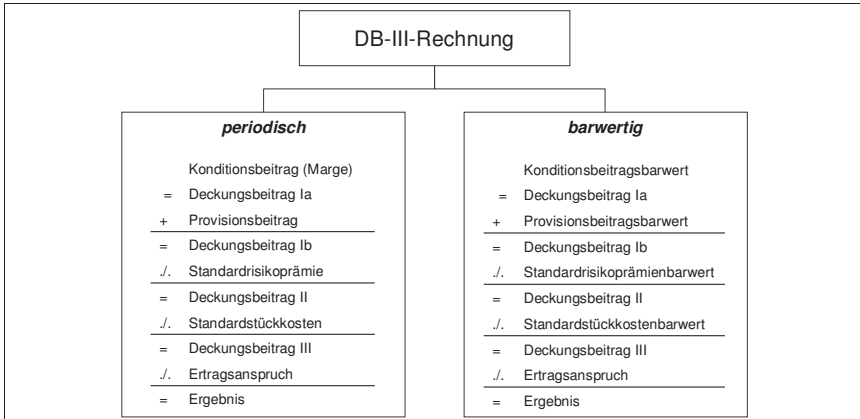 DB-III-Rechnung
periodisch
Konditionsbeitrag (Marge)
= Deckungsbeitrag Ia
+ Provisionsbeitrag
= Deckungsbeitrag Ib
./. Standardrisikoprämie
= Deckungsbeitrag II
./. Standardstückkosten
= Deckungsbeitrag III
./. Ertragsanspruch
= Ergebnis
barwertig
Konditionsbeitragsbarwert
= Deckungsbeitrag Ia
+ Provisionsbeitragsbarwert
= Deckungsbeitrag Ib
./. Standardrisikoprämienbarwert
= Deckungsbeitrag II
./. Standardstückkostenbarwert
= Deckungsbeitrag III
./. Ertragsanspruch
= Ergebnis